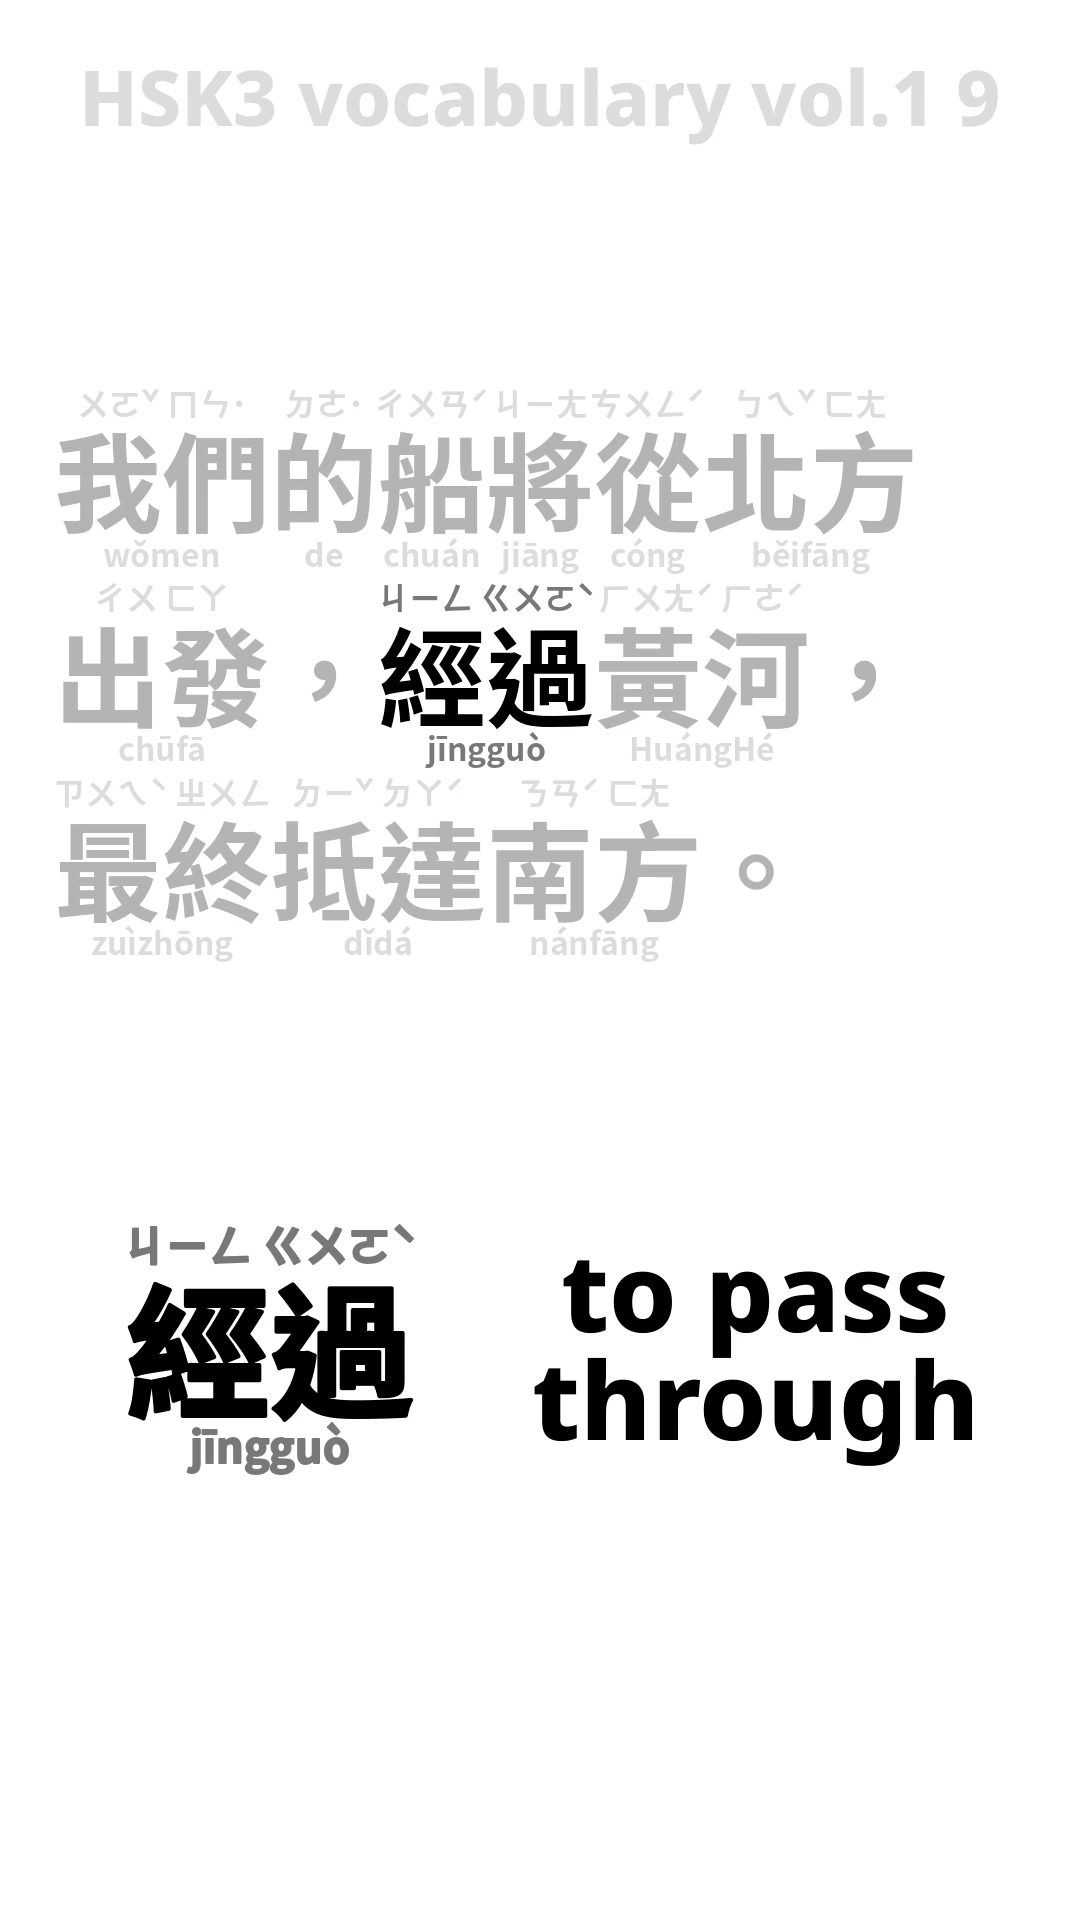 HSK3 vocabulary vol.1 9
ㄨㄛˇ ㄇㄣ˙ ㄉㄜ˙ ㄔㄨㄢˊ ㄐㄧㄤ ㄘㄨㄥˊ ㄅㄟˇ ㄈㄤ
我們的船將從北方
wǒmen de chuán jiāng cóng běifāng
ㄔㄨ ㄈㄚ ㄐㄧㄥ ㄍㄨㄛˋ ㄏㄨㄤˊ ㄏㄜˊ
出發，經過黃河，
chūfā jīngguò HuángHé
ㄗㄨㄟˋ ㄓㄨㄥ ㄉㄧˇ ㄉㄚˊ ㄋㄢˊ ㄈㄤ
最終抵達南方。
zuìzhōng dǐdá nánfāng
ㄐㄧㄥ ㄍㄨㄛˋ
經過
jīngguò
to pass
through